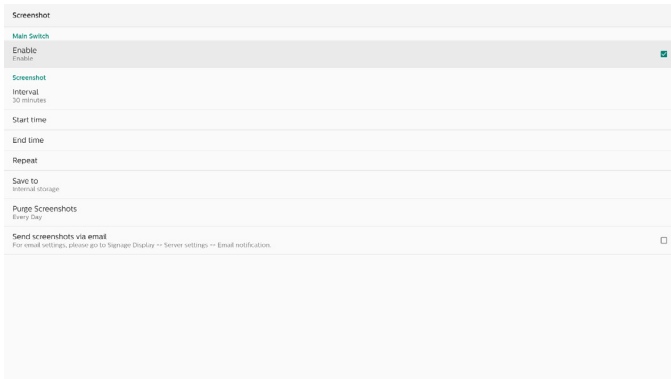 Screenshot
Main Switch
Enable
Enable
Screenshot
Interval
30 minutes
Start time
End time
Repeat
Save to
Internal storage
Purge Screenshots
Every Day
Send screenshots via email
For email settings, please go to Signage Display -- Server settings -- Email notification.